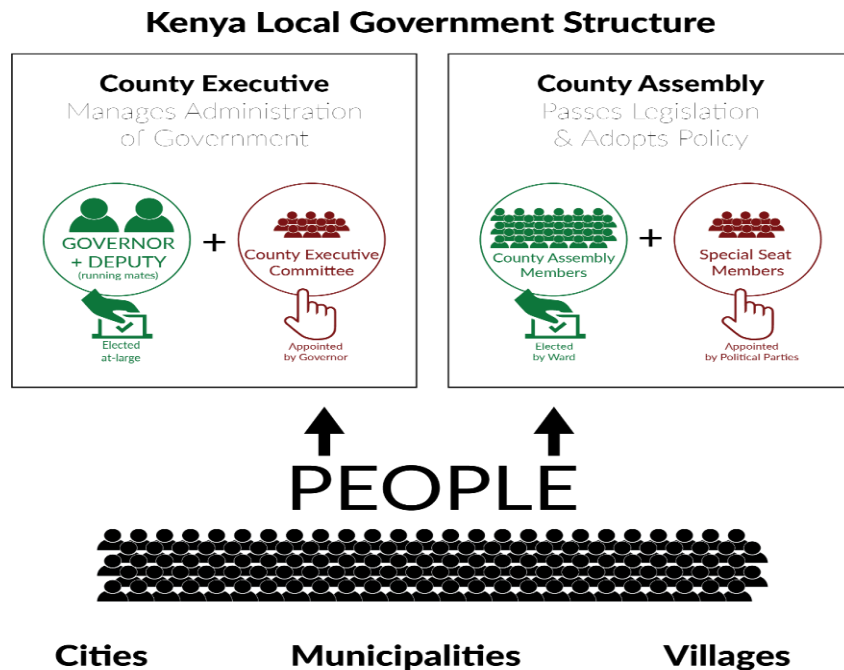 Kenya Local Government Structure
County Executive
Manages Administration
of Government
GOVERNOR
+ DEPUTY
(running mates)
Elected
at-large
+
County Executive
Committee
Appointed
by Governor
County Assembly
Passes Legislation
& Adopts Policy
County Assembly
Members
Elected
by Ward
+
Special Seat
Members
Appointed
by Political Parties
PEOPLE
Cities
Municipalities
Villages